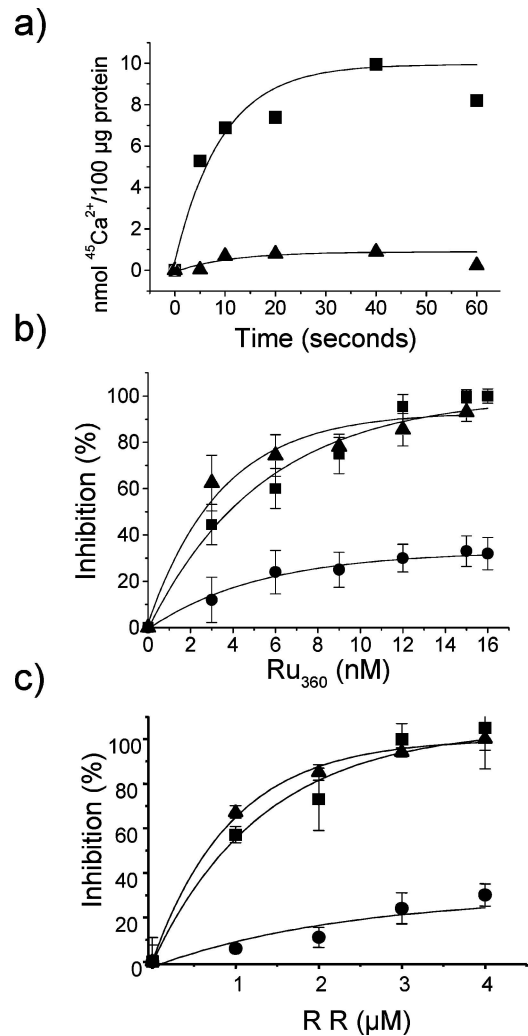 a)
nmol ⁴⁵Ca²⁺/100 µg protein
10
8
6
4
2
0
0 10 20 30 40 50 60
Time (seconds)
b)
Inhibition (%)
100
80
60
40
20
0
0 2 4 6 8 10 12 14 16
Ru₃₆₀ (nM)
c)
Inhibition (%)
100
80
60
40
20
0
1 2 3 4
R R (µM)